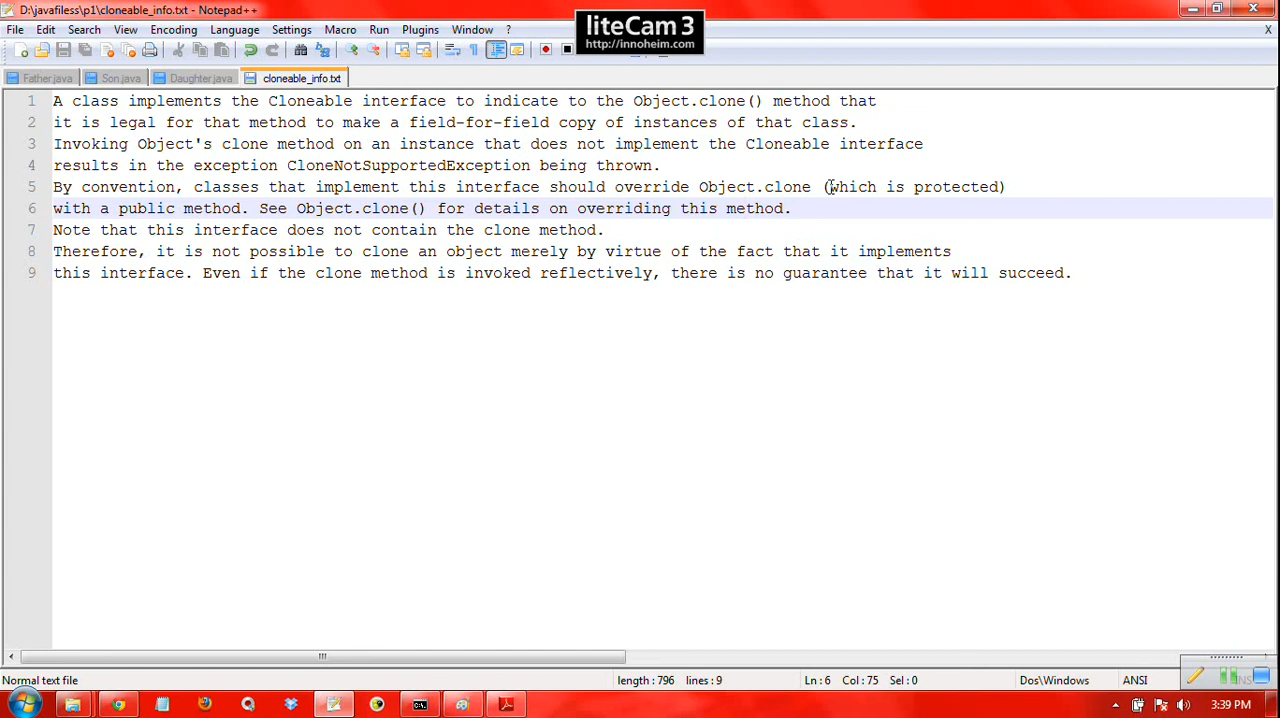 D:\javafiless\p1\cloneable_info.txt - Notepad++
liteCam 3
http://innoheim.com
File Edit Search View Encoding Language Settings Macro Run Plugins Window ? X
Father.java Son.java Daughter.java cloneable_info.txt
1 A class implements the Cloneable interface to indicate to the Object.clone() method that
2 it is legal for that method to make a field-for-field copy of instances of that class.
3 Invoking Object's clone method on an instance that does not implement the Cloneable interface
4 results in the exception CloneNotSupportedException being thrown.
5 By convention, classes that implement this interface should override Object.clone (which is protected)
6 with a public method. See Object.clone() for details on overriding this method.
7 Note that this interface does not contain the clone method.
8 Therefore, it is not possible to clone an object merely by virtue of the fact that it implements
9 this interface. Even if the clone method is invoked reflectively, there is no guarantee that it will succeed.
Normal text file length : 796 lines : 9 Ln : 6 Col : 75 Sel : 0 Dos\Windows ANSI
3:39 PM